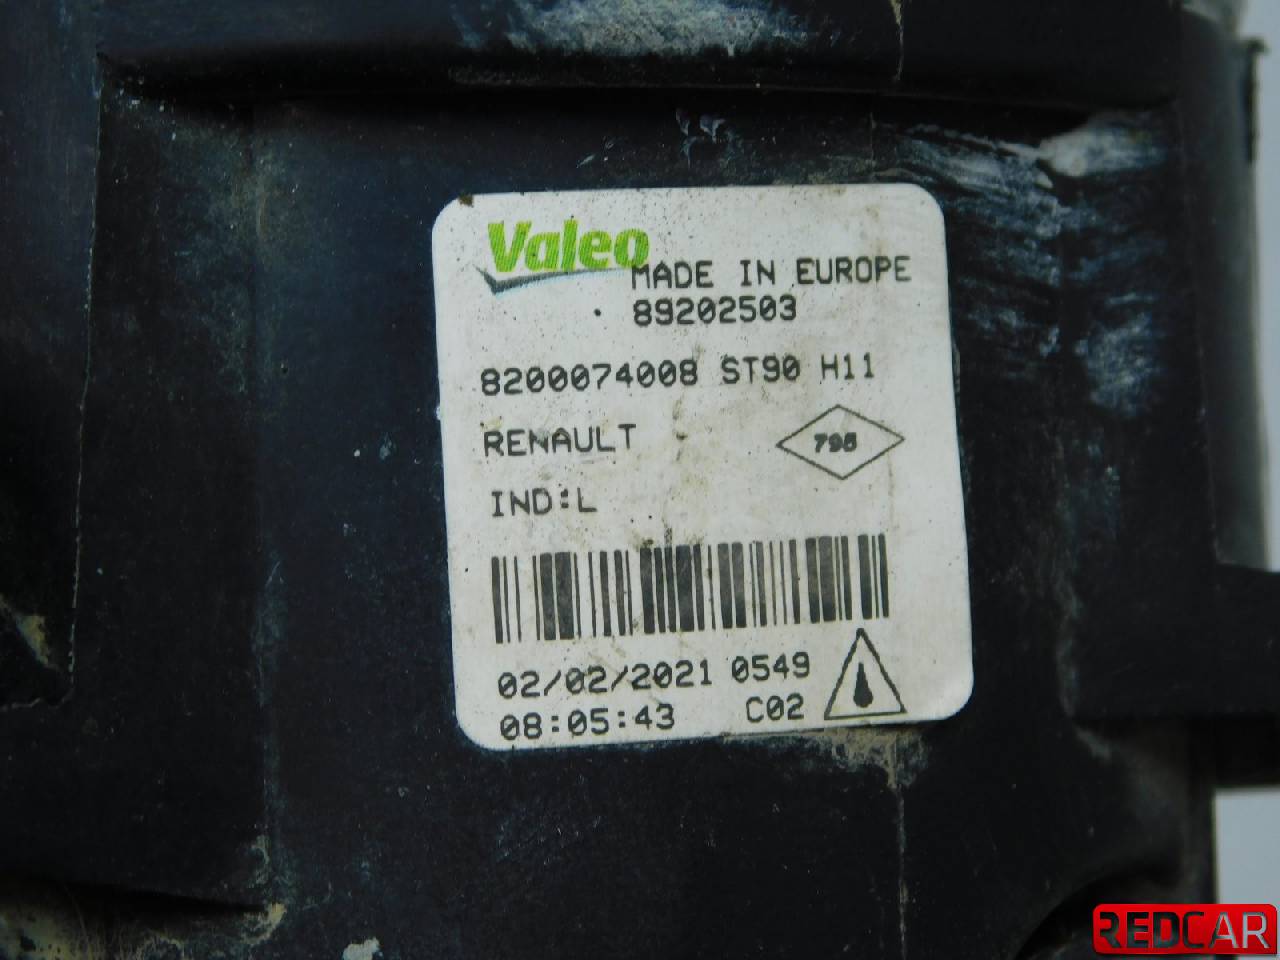 Valeo
MADE IN EUROPE
89202503
8200074008 ST90 H11
RENAULT
795
IND:L
02/02/2021 0549
08:05:43 C02
REDCAR